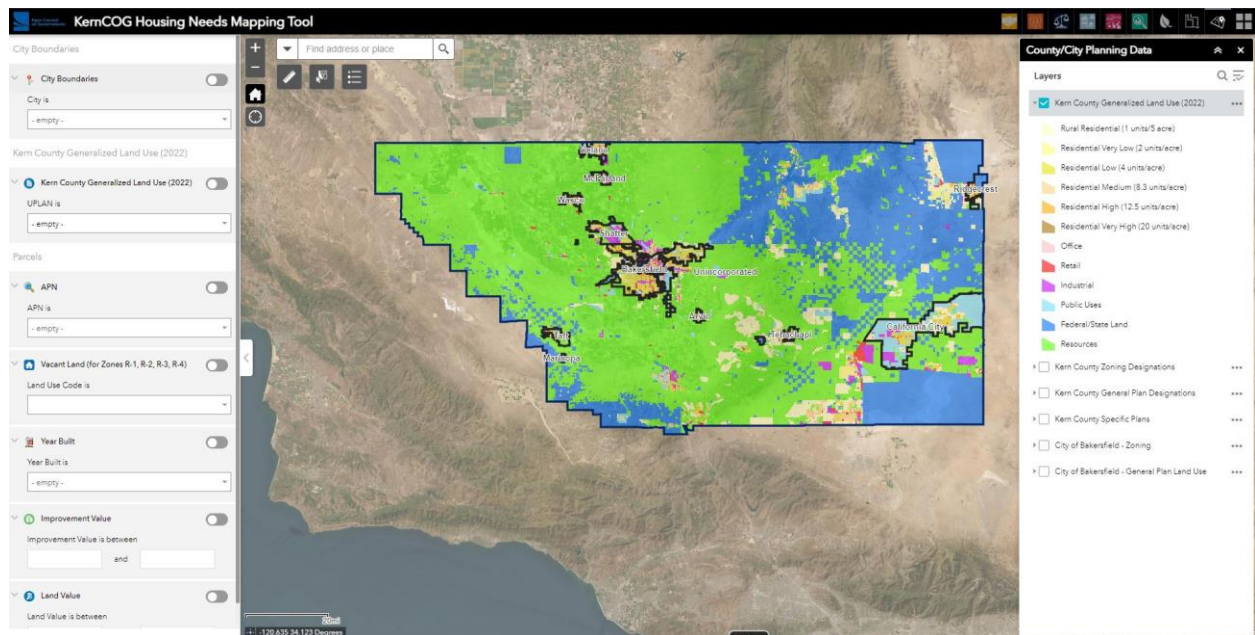 KernCOG Housing Needs Mapping Tool
City Boundaries
City Boundaries
City is
- empty -
Kern County Generalized Land Use (2022)
Kern County Generalized Land Use (2022)
UPLAN is
- empty -
Parcels
APN
APN is
- empty -
Vacant Land (for Zones R-1, R-2, R-3, R-4)
Land Use Code is
Year Built
Year Built is
- empty -
Improvement Value
Improvement Value is between
and
Land Value
Land Value is between
+
−
Find address or place
Delano
McFarland
Wasco
Shafter
Bakersfield
Unincorporated
Ridgecrest
Arvin
Tehachapi
California City
Taft
Maricopa
20mi
-120.635 34.123 Degrees
County/City Planning Data
Layers
Kern County Generalized Land Use (2022)
Rural Residential (1 units/5 acre)
Residential Very Low (2 units/acre)
Residential Low (4 units/acre)
Residential Medium (8.3 units/acre)
Residential High (12.5 units/acre)
Residential Very High (20 units/acre)
Office
Retail
Industrial
Public Uses
Federal/State Land
Resources
Kern County Zoning Designations
Kern County General Plan Designations
Kern County Specific Plans
City of Bakersfield - Zoning
City of Bakersfield - General Plan Land Use